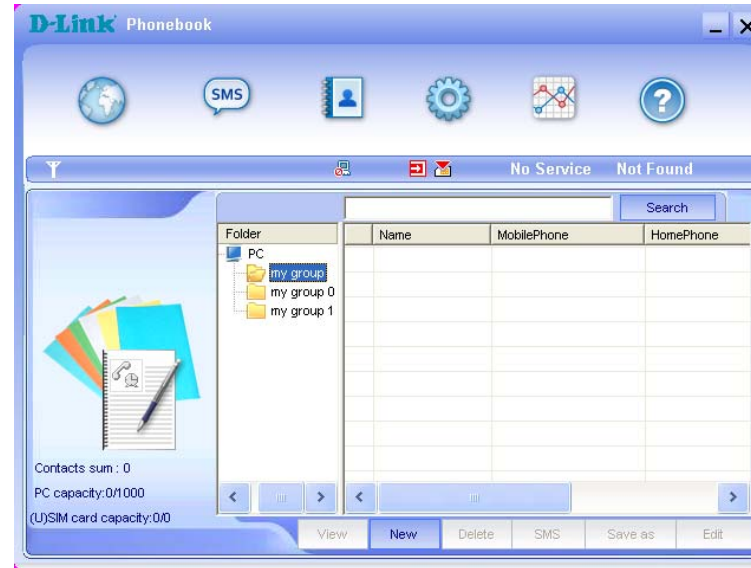 D-Link Phonebook
SMS
?
No Service Not Found
Search
Folder
Name MobilePhone HomePhone
PC
my group
my group 0
my group 1
Contacts sum : 0
PC capacity:0/1000
(U)SIM card capacity:0/0
View New Delete SMS Save as Edit